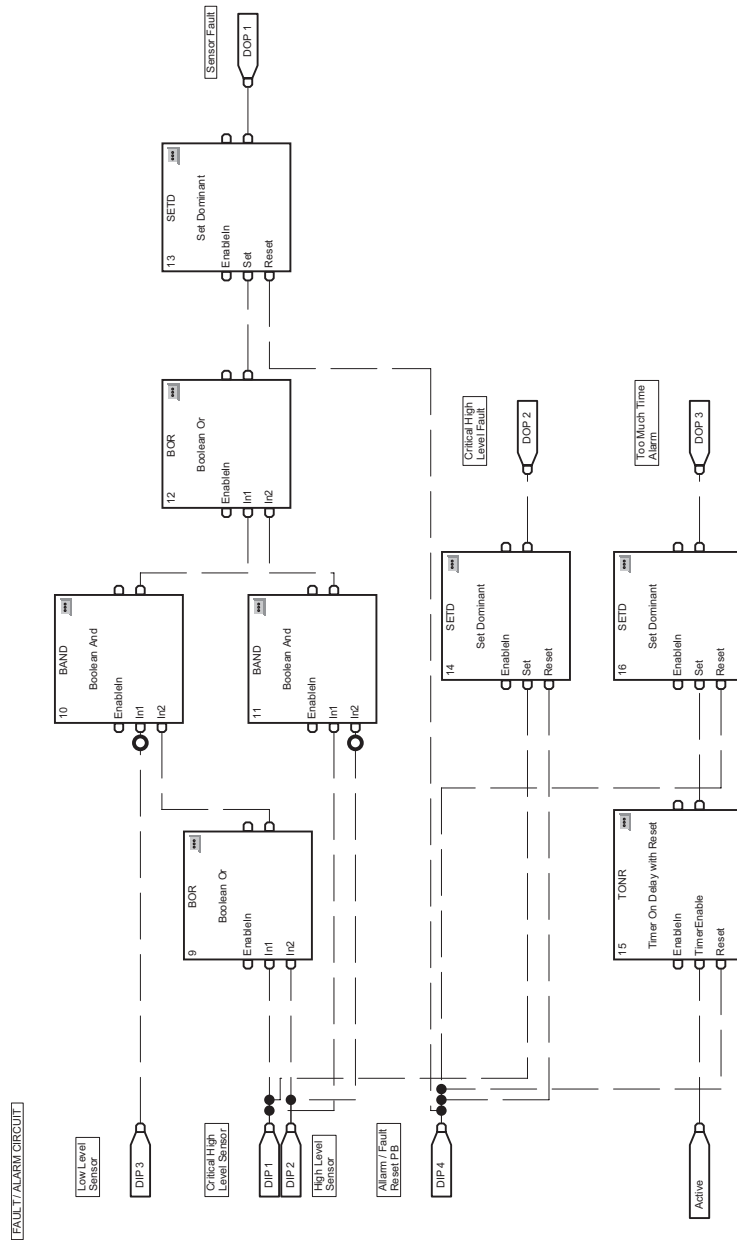 FAULT / ALARM CIRCUIT
Low Level
Sensor
DIP 3
Critical High
Level Sensor
DIP 1
DIP 2
High Level
Sensor
Allarm / Fault
Reset PB
DIP 4
Active
9
BOR
Boolean Or
EnableIn
In1
In2
10
BAND
Boolean And
EnableIn
In1
In2
11
BAND
Boolean And
EnableIn
In1
In2
12
BOR
Boolean Or
EnableIn
In1
In2
13
SETD
Set Dominant
EnableIn
Set
Reset
Sensor Fault
DOP 1
14
SETD
Set Dominant
EnableIn
Set
Reset
Critical High
Level Fault
DOP 2
15
TONR
Timer On Delay with Reset
EnableIn
TimerEnable
Reset
16
SETD
Set Dominant
EnableIn
Set
Reset
Too Much Time
Alarm
DOP 3